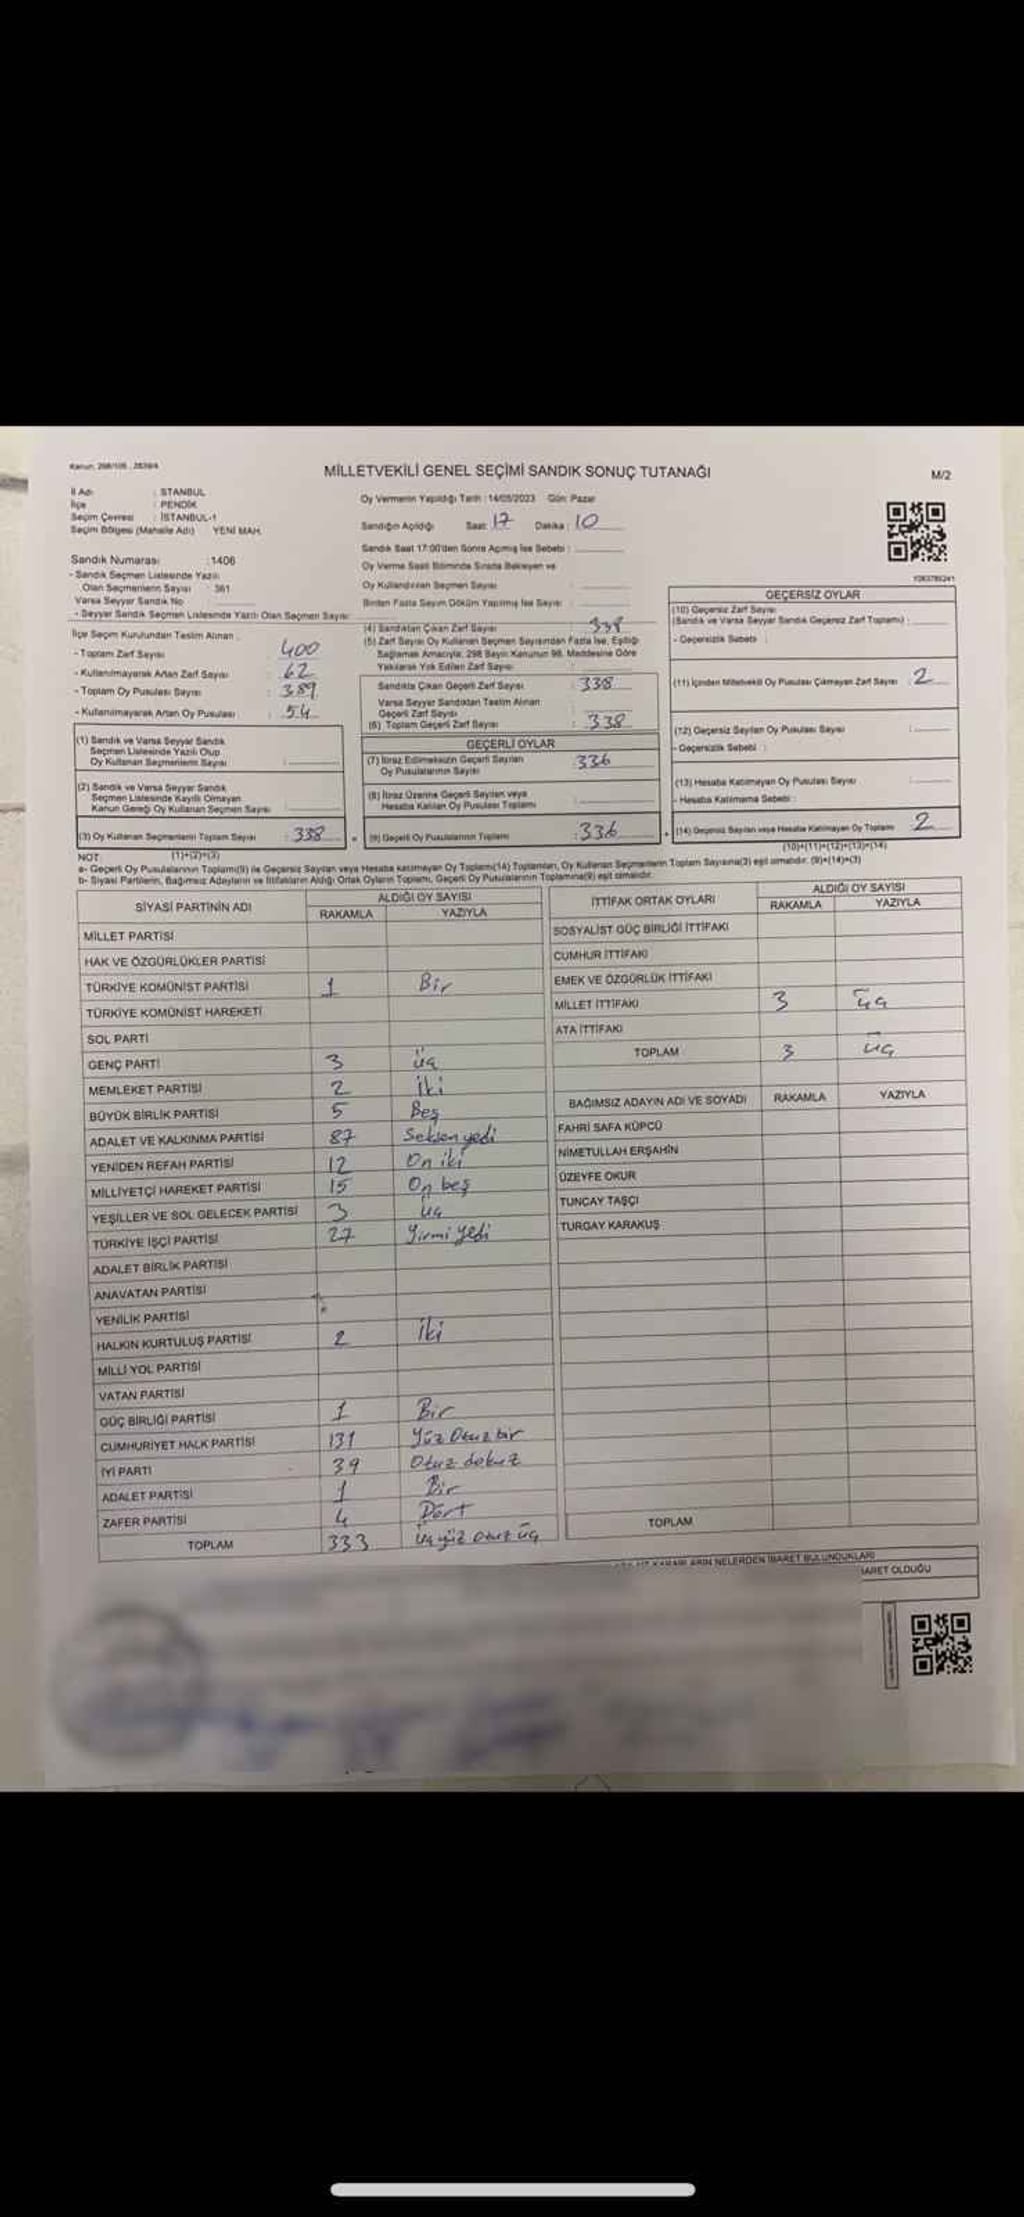 Kanun: 298/105, 2839/4
MİLLETVEKİLİ GENEL SEÇİMİ SANDIK SONUÇ TUTANAĞI
M/2
İl Adı : İSTANBUL
İlçe : PENDİK
Seçim Çevresi : İSTANBUL-1
Seçim Bölgesi (Mahalle Adı) YENİ MAH.
Oy Vermenin Yapıldığı Tarih : 14/05/2023 Gün: Pazar
Sandığın Açıldığı Saat: 17 Dakika: 10
Sandık Saat 17:00'den Sonra Açılmış İse Sebebi :
Oy Verme Saati Bitiminde Sırada Bekleyen ve
Oy Kullandırılan Seçmen Sayısı :
Birden Fazla Sayım Döküm Yapılmış İse Sayısı :
Sandık Numarası : 1406
- Sandık Seçmen Listesinde Yazılı
Olan Seçmenlerin Sayısı : 361
Varsa Seyyar Sandık No :
- Seyyar Sandık Seçmen Listesinde Yazılı Olan Seçmen Sayısı:
İlçe Seçim Kurulundan Teslim Alınan :
- Toplam Zarf Sayısı : 400
- Kullanılmayarak Artan Zarf Sayısı : 62
- Toplam Oy Pusulası Sayısı : 389
- Kullanılmayarak Artan Oy Pusulası : 54
(1) Sandık ve Varsa Seyyar Sandık
Seçmen Listesinde Yazılı Olup
Oy Kullanan Seçmenlerin Sayısı :
(2) Sandık ve Varsa Seyyar Sandık
Seçmen Listesinde Kayıtlı Olmayan
Kanun Gereği Oy Kullanan Seçmen Sayısı :
(3) Oy Kullanan Seçmenlerin Toplam Sayısı : 338
(1)+(2)=(3)
(4) Sandıktan Çıkan Zarf Sayısı : 338
(5) Zarf Sayısı Oy Kullanan Seçmen Sayısından Fazla İse, Eşitliği
Sağlamak Amacıyla, 298 Sayılı Kanunun 98. Maddesine Göre
Yakılarak Yok Edilen Zarf Sayısı :
Sandıkta Çıkan Geçerli Zarf Sayısı : 338
Varsa Seyyar Sandıktan Teslim Alınan
Geçerli Zarf Sayısı :
(6) Toplam Geçerli Zarf Sayısı : 338
GEÇERLİ OYLAR
(7) İtiraz Edilmeksizin Geçerli Sayılan
Oy Pusulalarının Sayısı : 336
(8) İtiraz Üzerine Geçerli Sayılan veya
Hesaba Katılan Oy Pusulası Toplamı :
(9) Geçerli Oy Pusulalarının Toplamı : 336
GEÇERSİZ OYLAR
(10) Geçersiz Zarf Sayısı
(Sandık ve Varsa Seyyar Sandık Geçersiz Zarf Toplamı) :
- Geçersizlik Sebebi :
(11) İçinden Milletvekili Oy Pusulası Çıkmayan Zarf Sayısı : 2
(12) Geçersiz Sayılan Oy Pusulası Sayısı :
- Geçersizlik Sebebi :
(13) Hesaba Katılmayan Oy Pusulası Sayısı :
- Hesaba Katılmama Sebebi :
(14) Geçersiz Sayılan veya Hesaba Katılmayan Oy Toplamı : 2
(10)+(11)+(12)+(13)=(14)
NOT:
a- Geçerli Oy Pusulalarının Toplamı(9) ile Geçersiz Sayılan veya Hesaba katılmayan Oy Toplamı(14) Toplamları, Oy Kullanan Seçmenlerin Toplam Sayısına(3) eşit olmalıdır. (9)+(14)=(3)
b- Siyasi Partilerin, Bağımsız Adayların ve İttifakların Aldığı Ortak Oyların Toplamı, Geçerli Oy Pusulalarının Toplamına(9) eşit olmalıdır.
SİYASİ PARTİNİN ADI ALDIĞI OY SAYISI
RAKAMLA YAZIYLA
MİLLET PARTİSİ
HAK VE ÖZGÜRLÜKLER PARTİSİ
TÜRKİYE KOMÜNİST PARTİSİ 1 Bir
TÜRKİYE KOMÜNİST HAREKETİ
SOL PARTİ
GENÇ PARTİ 3 üç
MEMLEKET PARTİSİ 2 iki
BÜYÜK BİRLİK PARTİSİ 5 Beş
ADALET VE KALKINMA PARTİSİ 87 Seksen yedi
YENİDEN REFAH PARTİSİ 12 On iki
MİLLİYETÇİ HAREKET PARTİSİ 15 On beş
YEŞİLLER VE SOL GELECEK PARTİSİ 3 üç
TÜRKİYE İŞÇİ PARTİSİ 27 Yirmi yedi
ADALET BİRLİK PARTİSİ
ANAVATAN PARTİSİ
YENİLİK PARTİSİ
HALKIN KURTULUŞ PARTİSİ 2 iki
MİLLİ YOL PARTİSİ
VATAN PARTİSİ
GÜÇ BİRLİĞİ PARTİSİ 1 Bir
CUMHURİYET HALK PARTİSİ 131 Yüz Otuz bir
İYİ PARTİ 39 Otuz dokuz
ADALET PARTİSİ 1 Bir
ZAFER PARTİSİ 4 Dört
TOPLAM 333 üç yüz otuz üç
İTTİFAK ORTAK OYLARI ALDIĞI OY SAYISI
RAKAMLA YAZIYLA
SOSYALİST GÜÇ BİRLİĞİ İTTİFAKI
CUMHUR İTTİFAKI
EMEK VE ÖZGÜRLÜK İTTİFAKI
MİLLET İTTİFAKI 3 üç
ATA İTTİFAKI
TOPLAM 3 üç
BAĞIMSIZ ADAYIN ADI VE SOYADI RAKAMLA YAZIYLA
FAHRİ SAFA KÜPCÜ
NİMETULLAH ERŞAHİN
ÜZEYFE OKUR
TUNCAY TAŞÇI
TURGAY KARAKUŞ
TOPLAM
NELERDEN İBARET BULUNDUKLARI
OLDUĞU